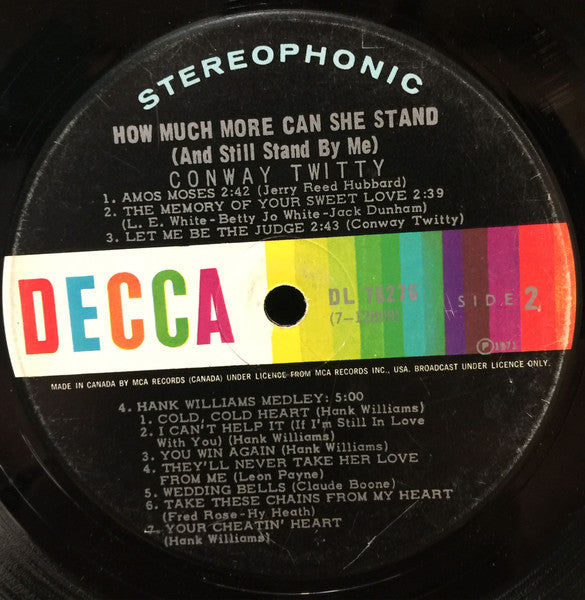 STEREOPHONIC
HOW MUCH MORE CAN SHE STAND
(And Still Stand By Me)
CONWAY TWITTY
1. AMOS MOSES 2:42 (Jerry Reed Hubbard)
2. THE MEMORY OF YOUR SWEET LOVE 2:39
(L. E. White-Betty Jo White-Jack Dunham)
3. LET ME BE THE JUDGE 2:43 (Conway Twitty)
DECCA
DL 75276
SIDE 2
℗ 1971
MADE IN CANADA BY MCA RECORDS (CANADA) UNDER LICENCE FROM MCA RECORDS INC., USA. BROADCAST UNDER LICENCE ONLY.
4. HANK WILLIAMS MEDLEY: 5:00
1. COLD, COLD HEART (Hank Williams)
2. I CAN'T HELP IT (If I'm Still In Love
With You) (Hank Williams)
3. YOU WIN AGAIN (Hank Williams)
4. THEY'LL NEVER TAKE HER LOVE
FROM ME (Leon Payne)
5. WEDDING BELLS (Claude Boone)
6. TAKE THESE CHAINS FROM MY HEART
(Fred Rose-Hy Heath)
7. YOUR CHEATIN' HEART
(Hank Williams)